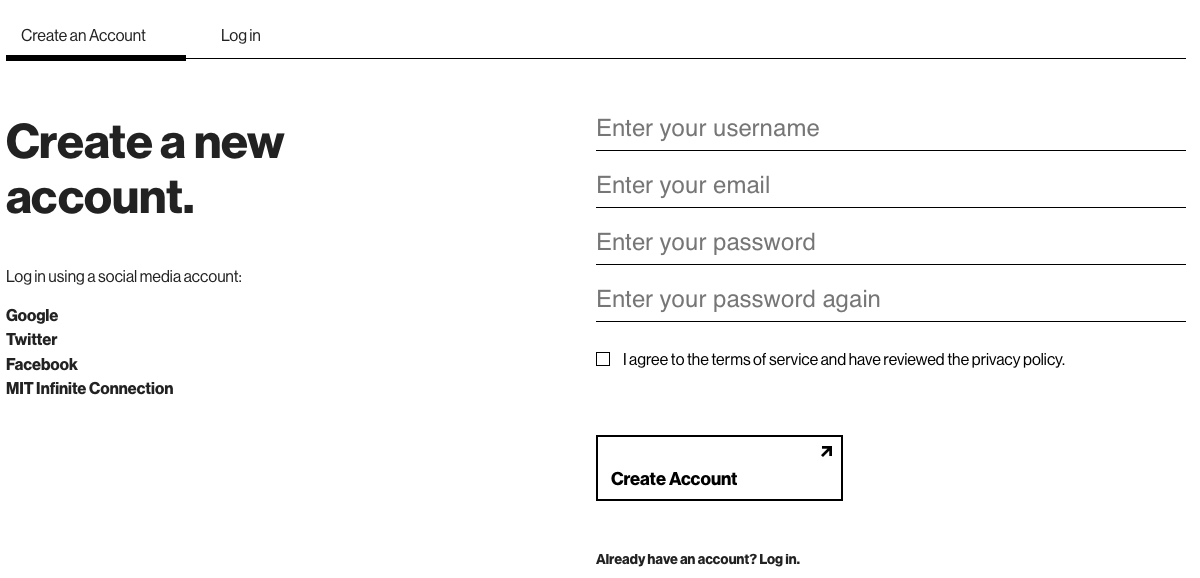 Create an Account
Log in
Create a new
account.
Log in using a social media account:
Google
Twitter
Facebook
MIT Infinite Connection
Enter your username
Enter your email
Enter your password
Enter your password again
I agree to the terms of service and have reviewed the privacy policy.
Create Account
Already have an account? Log in.